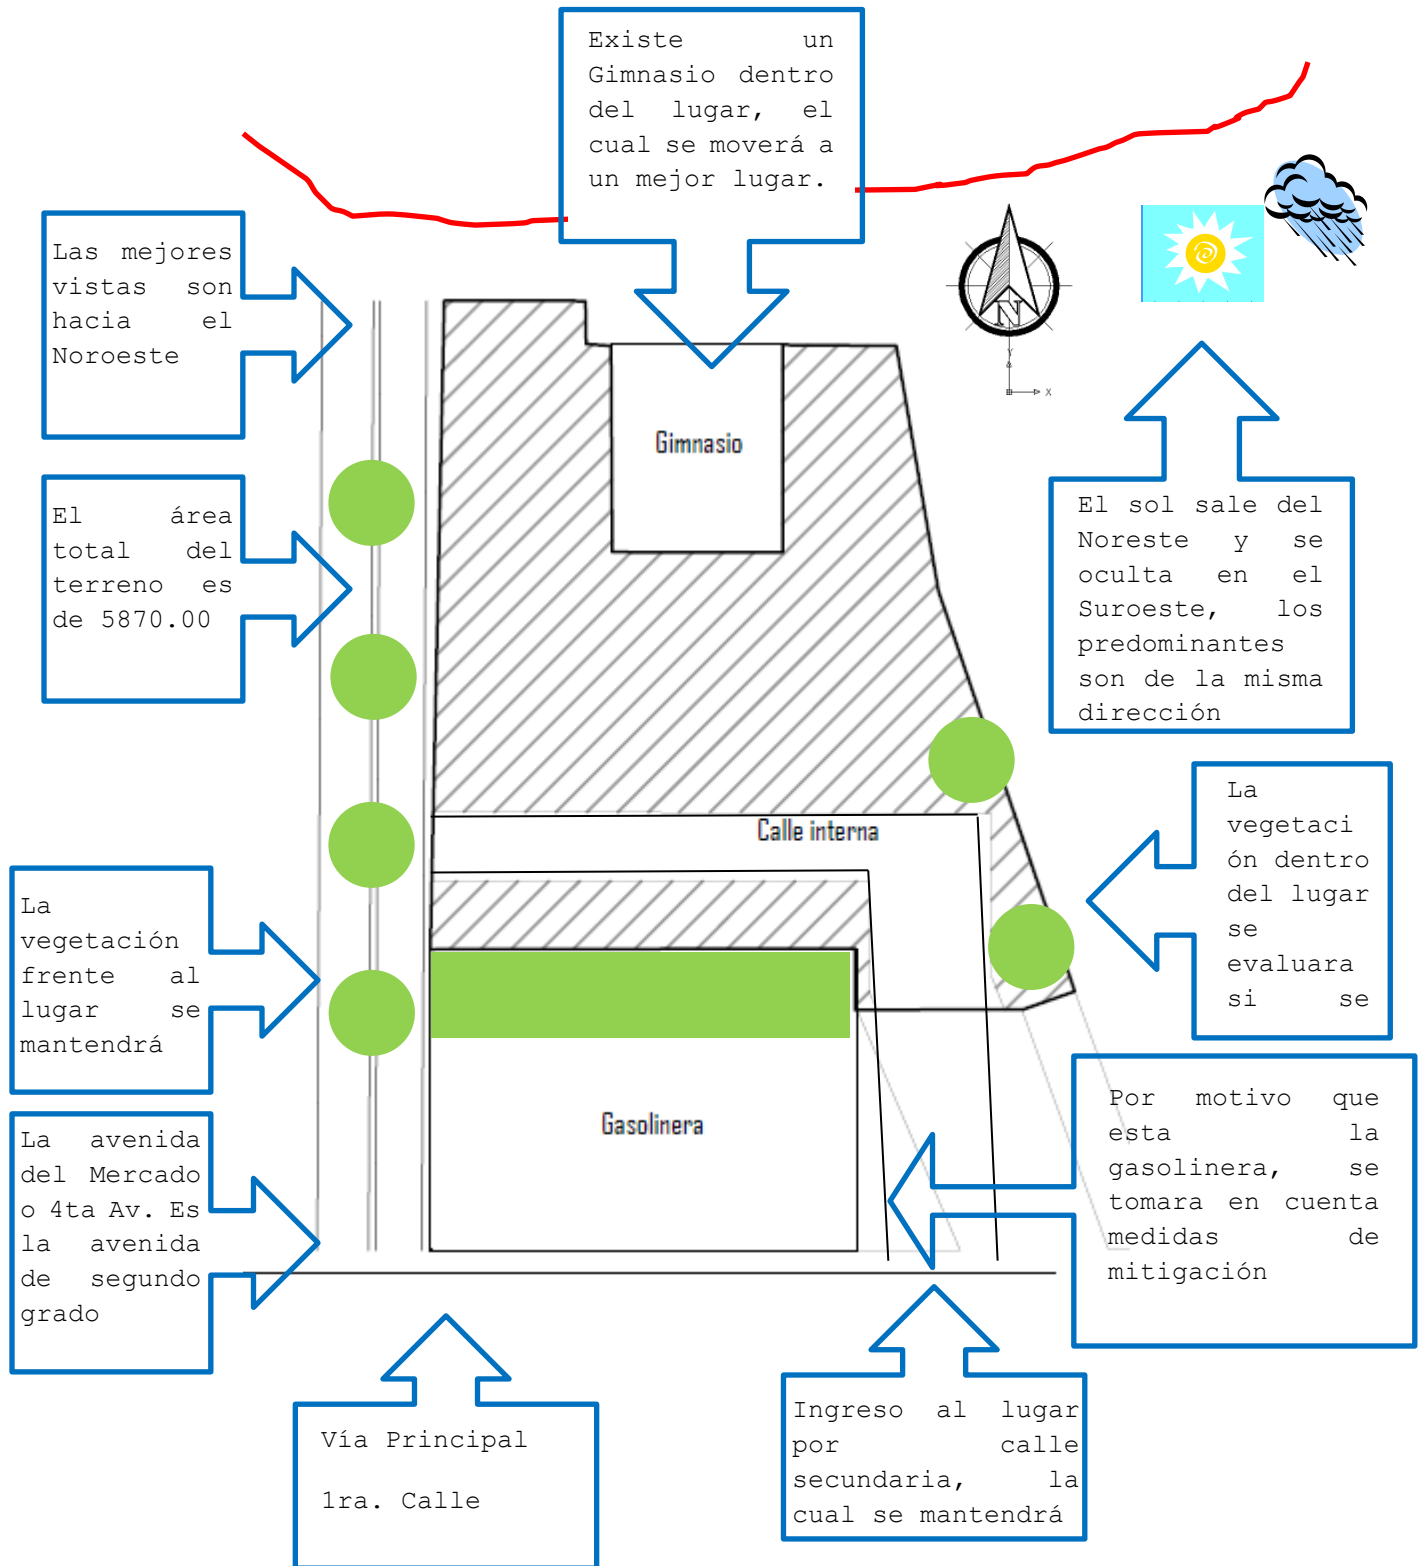 Existe un
Gimnasio dentro
del lugar, el
cual se moverá a
un mejor lugar.
Las mejores
vistas son
hacia el
Noroeste
N
Y
X
Gimnasio
El área
total del
terreno es
de 5870.00
El sol sale del
Noreste y se
oculta en el
Suroeste, los
predominantes
son de la misma
dirección
La
vegetaci
ón dentro
del lugar
se
evaluara
si se
Calle interna
La
vegetación
frente al
lugar se
mantendrá
Gasolinera
Por motivo que
esta la
gasolinera, se
tomara en cuenta
medidas de
mitigación
La avenida
del Mercado
o 4ta Av. Es
la avenida
de segundo
grado
Vía Principal
1ra. Calle
Ingreso al lugar
por calle
secundaria, la
cual se mantendrá